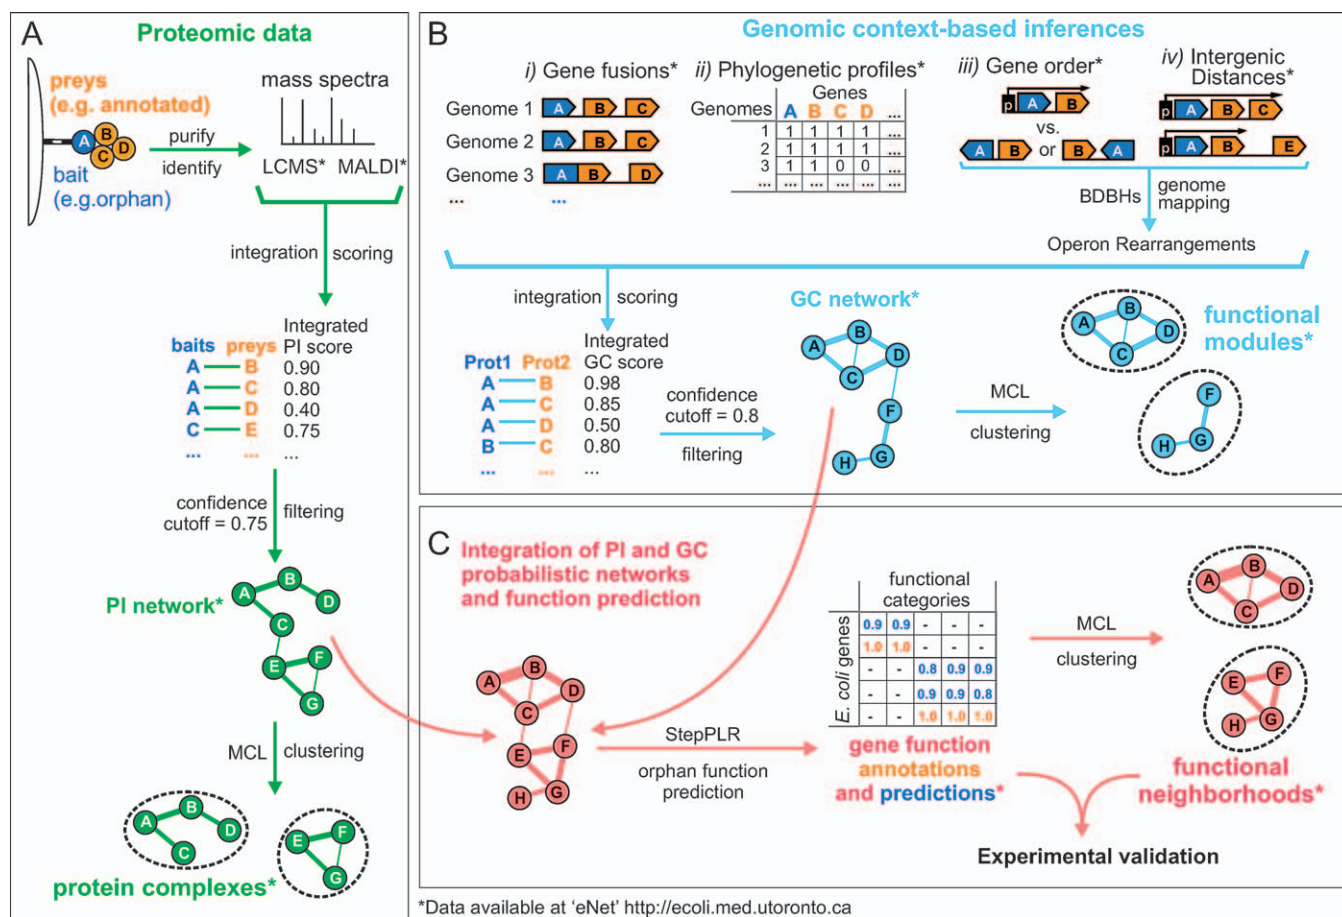 A
Proteomic data
preys
(e.g. annotated)
A
B
C
D
bait
(e.g.orphan)
purify
identify
mass spectra
LCMS* MALDI*
integration scoring
baits preys Integrated PI score
A B 0.90
A C 0.80
A D 0.40
C E 0.75
... ... ...
confidence
cutoff = 0.75
filtering
PI network*
A
B
D
C
E
F
G
MCL clustering
A
B
D
C
E
F
G
protein complexes*
B
Genomic context-based inferences
i) Gene fusions*
Genome 1 A B C
Genome 2 A B C
Genome 3 A B D
... ...
ii) Phylogenetic profiles*
Genes
Genomes A B C D ...
1 1 1 1 1 ...
2 1 1 1 1 ...
3 1 1 0 0 ...
... ... ... ... ... ...
iii) Gene order*
p A B
vs.
A B or B A
iv) Intergenic
Distances*
p A B C
p A B E
BDBHs genome
mapping
Operon Rearrangements
integration scoring
Prot1 Prot2 Integrated GC score
A B 0.98
A C 0.85
A D 0.50
B C 0.80
... ... ...
confidence
cutoff = 0.8
filtering
GC network*
A
B
D
C
F
G
H
MCL
clustering
A
B
D
C
F
G
H
functional
modules*
C
Integration of PI and GC
probabilistic networks
and function prediction
A
B
D
C
E
F
G
H
StepPLR
orphan function
prediction
functional
categories
E. coli genes
0.9 0.9 - - -
1.0 1.0 - - -
- - 0.8 0.9 0.9
- - 0.9 0.9 0.8
- - 1.0 1.0 1.0
gene function
annotations
and predictions*
MCL
clustering
A
B
D
C
E
F
H
G
functional
neighborhoods*
Experimental validation
*Data available at 'eNet' http://ecoli.med.utoronto.ca